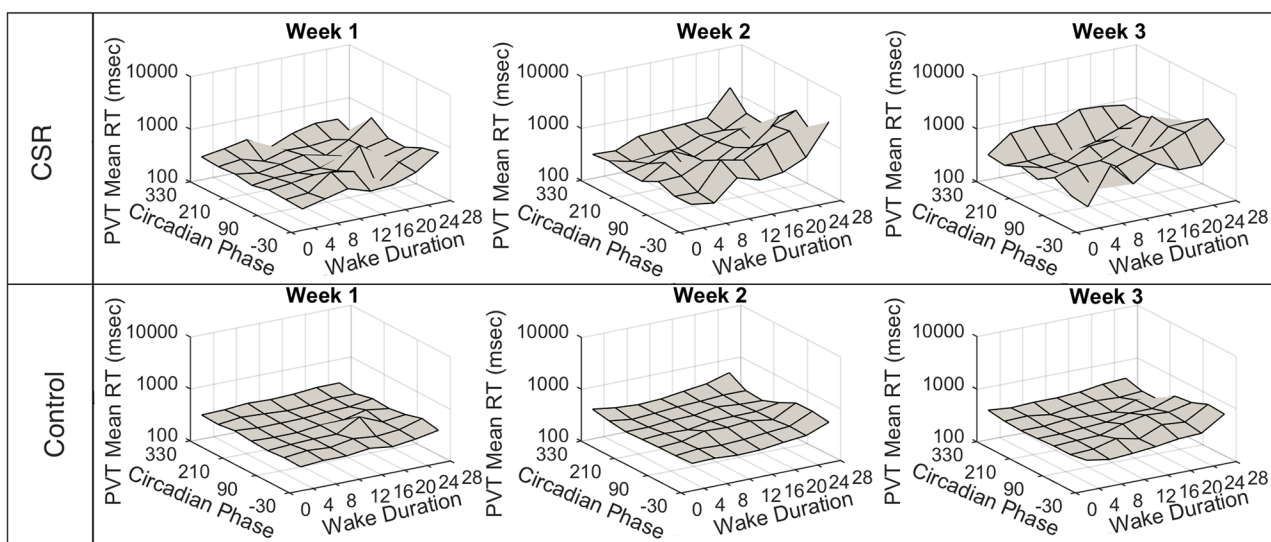 CSR
Week 1
PVT Mean RT (msec)
10000
1000
100
330
210
90
-30
Circadian Phase
0 4 8 12 16 20 24 28
Wake Duration
Week 2
PVT Mean RT (msec)
10000
1000
100
330
210
90
-30
Circadian Phase
0 4 8 12 16 20 24 28
Wake Duration
Week 3
PVT Mean RT (msec)
10000
1000
100
330
210
90
-30
Circadian Phase
0 4 8 12 16 20 24 28
Wake Duration
Control
Week 1
PVT Mean RT (msec)
10000
1000
100
330
210
90
-30
Circadian Phase
0 4 8 12 16 20 24 28
Wake Duration
Week 2
PVT Mean RT (msec)
10000
1000
100
330
210
90
-30
Circadian Phase
0 4 8 12 16 20 24 28
Wake Duration
Week 3
PVT Mean RT (msec)
10000
1000
100
330
210
90
-30
Circadian Phase
0 4 8 12 16 20 24 28
Wake Duration